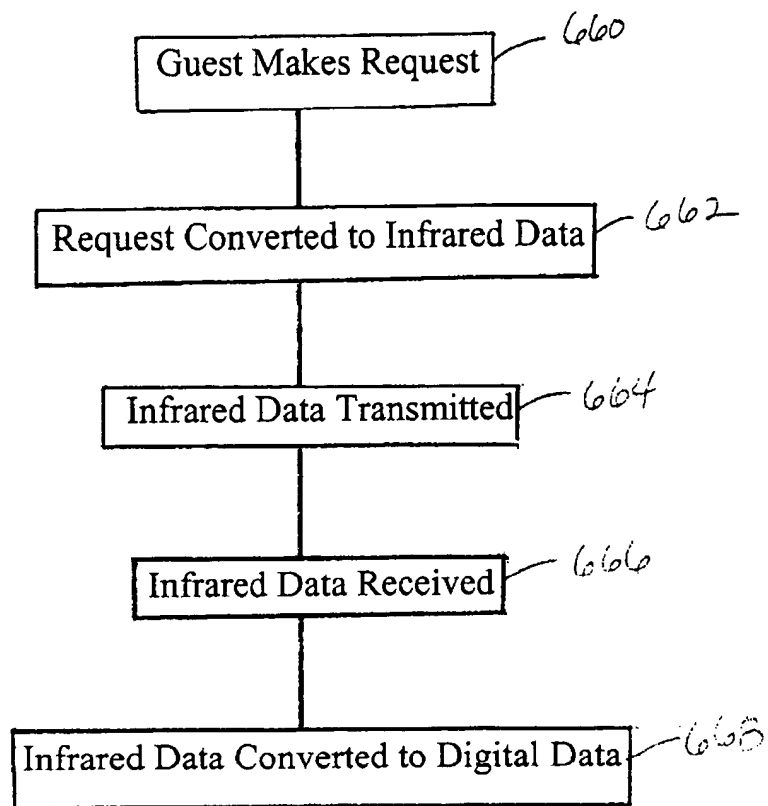 Guest Makes Request 660
Request Converted to Infrared Data 662
Infrared Data Transmitted 664
Infrared Data Received 666
Infrared Data Converted to Digital Data 668